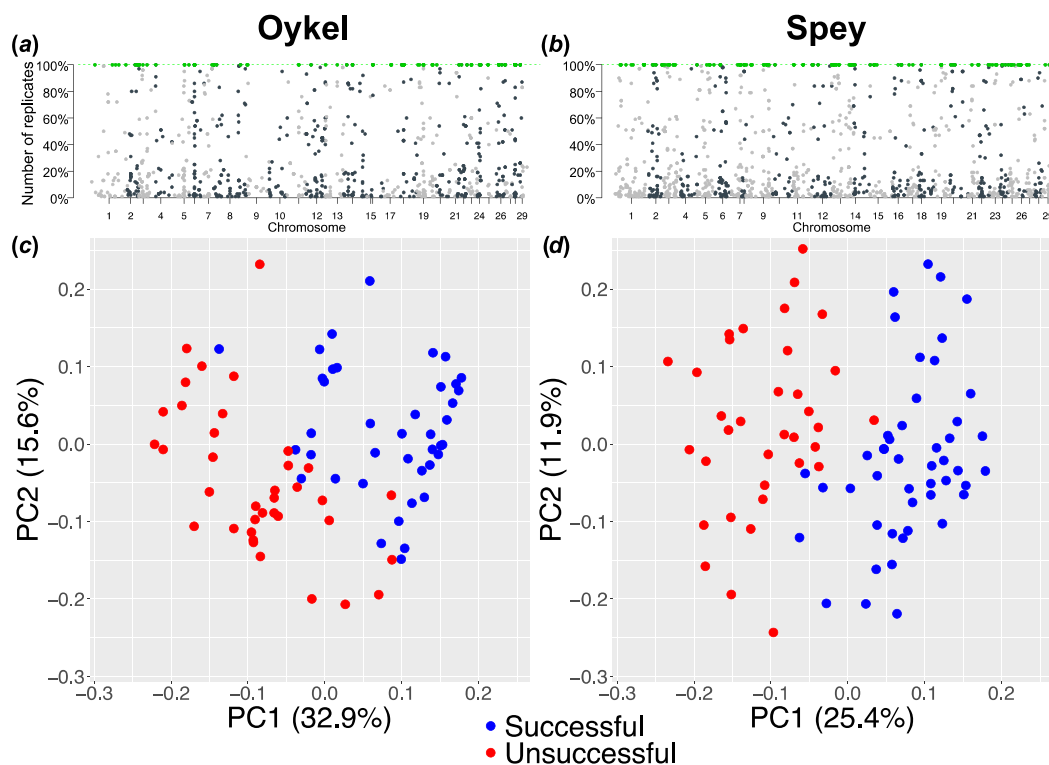 Oykel
Spey
(a)
(b)
Number of replicates
100%
80%
60%
40%
20%
0%
1 2 4 5 7 8 9 10 12 13 15 17 19 21 24 26 29
Chromosome
100%
80%
60%
40%
20%
0%
1 2 4 5 6 7 9 11 12 14 15 16 18 19 21 23 26 28
Chromosome
(c)
(d)
PC2 (15.6%)
0.2
0.1
0.0
−0.1
−0.2
−0.3
−0.3 −0.2 −0.1 0.0 0.1 0.2
PC1 (32.9%)
PC2 (11.9%)
0.2
0.1
0.0
−0.1
−0.2
−0.3
−0.3 −0.2 −0.1 0.0 0.1 0.2
PC1 (25.4%)
Successful
Unsuccessful